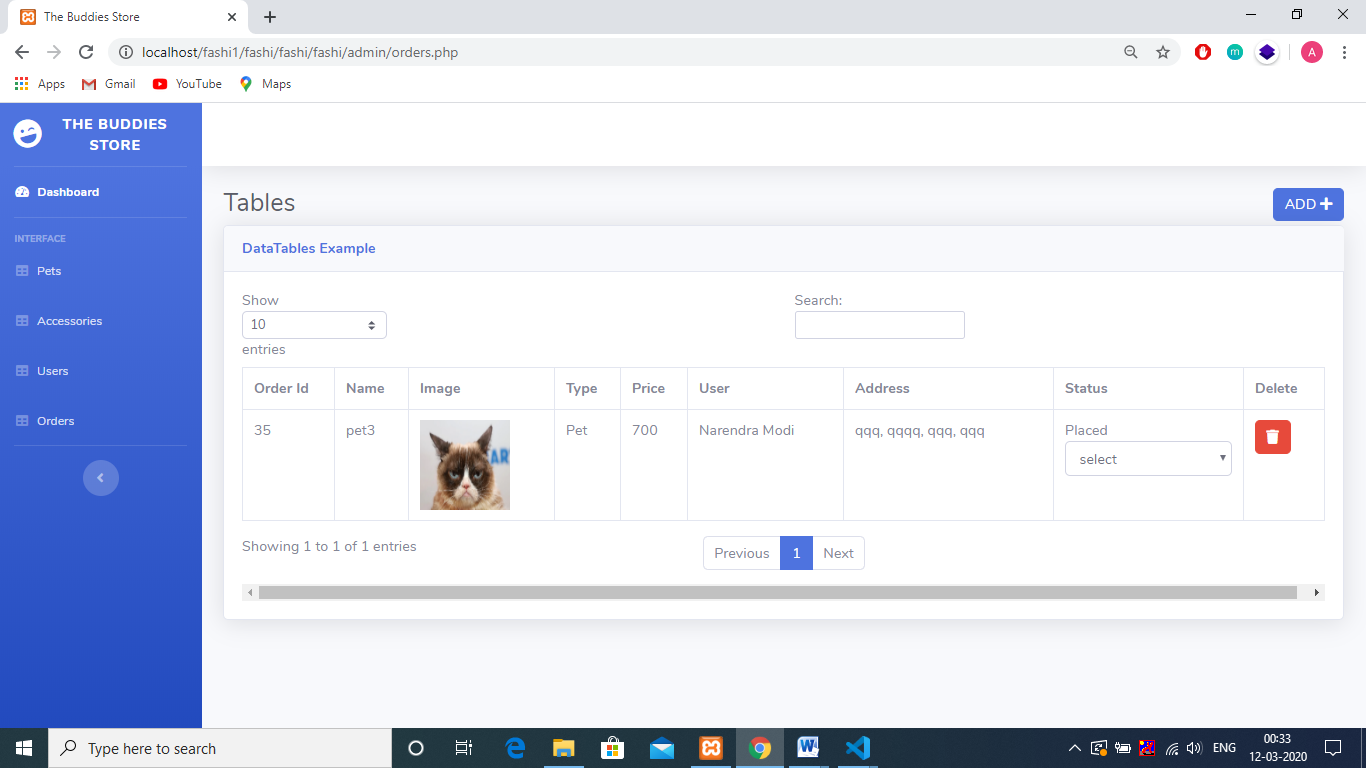 The Buddies Store
localhost/fashi1/fashi/fashi/fashi/admin/orders.php
A
m
Apps
Gmail
YouTube
Maps
THE BUDDIES
STORE
Dashboard
INTERFACE
Pets
Accessories
Users
Orders
Tables
ADD
DataTables Example
Show
10
entries
Search:
Order Id Name Image Type Price User Address Status Delete
35 pet3 Pet 700 Narendra Modi qqq, qqqq, qqq, qqq Placed
select
Showing 1 to 1 of 1 entries
Previous 1 Next
Type here to search
ENG
00:33
12-03-2020